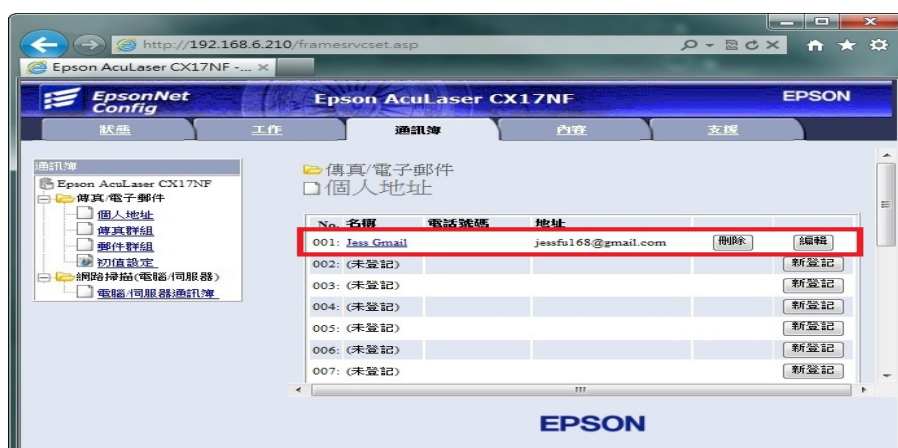 http://192.168.6.210/framesrvcset.asp
Epson AcuLaser CX17NF -...
EpsonNet Config
Epson AcuLaser CX17NF
EPSON
狀態
工作
通訊簿
內容
支援
通訊簿
Epson AcuLaser CX17NF
傳真/電子郵件
個人地址
傳真群組
郵件群組
初值設定
網路掃描(電腦/伺服器)
電腦/伺服器通訊簿
傳真/電子郵件
個人地址
No. 名稱 電話號碼 地址
001: Jess Gmail jessfu168@gmail.com 刪除 編輯
002: (未登記) 新登記
003: (未登記) 新登記
004: (未登記) 新登記
005: (未登記) 新登記
006: (未登記) 新登記
007: (未登記) 新登記
EPSON